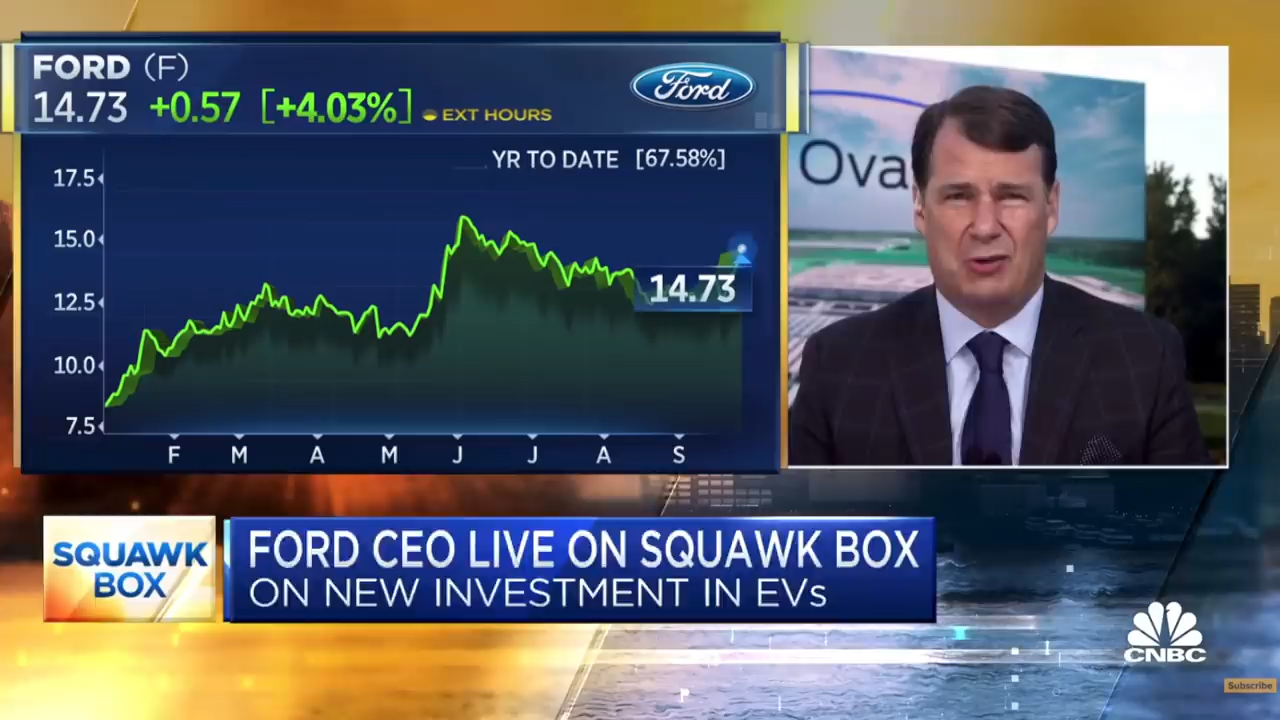 FORD (F)
14.73 +0.57 [+4.03%] EXT HOURS
Ford
YR TO DATE [67.58%]
17.5
15.0
12.5
10.0
7.5
14.73
F M A M J J A S
Ova
SQUAWK
BOX
FORD CEO LIVE ON SQUAWK BOX
ON NEW INVESTMENT IN EVs
CNBC
Subscribe